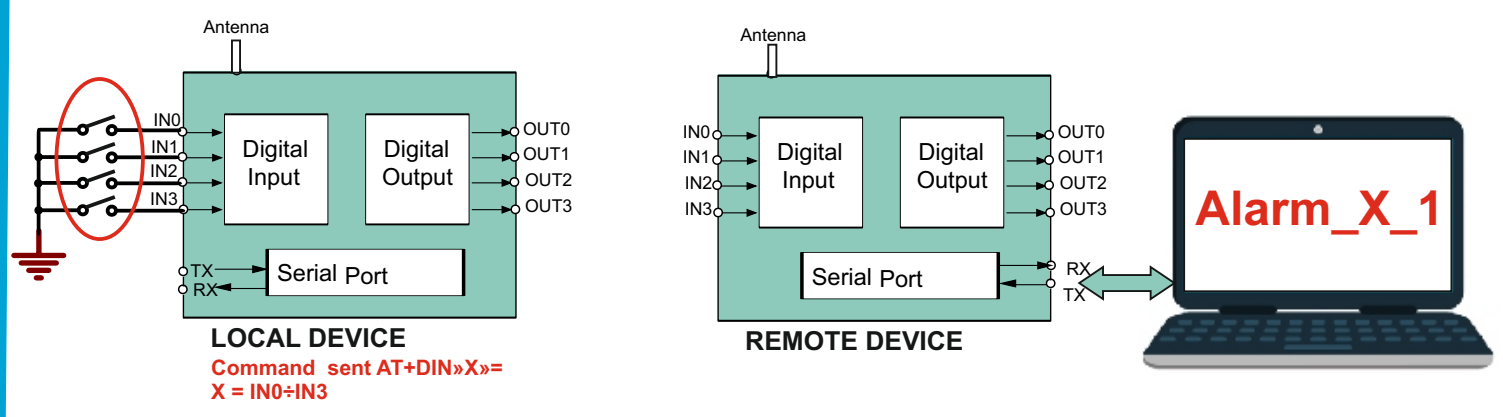 Antenna
IN0
IN1
IN2
IN3
Digital
Input
Digital
Output
OUT0
OUT1
OUT2
OUT3
TX
RX
Serial Port
LOCAL DEVICE
Command sent AT+DIN»X»=
X = IN0÷IN3
Antenna
IN0
IN1
IN2
IN3
Digital
Input
Digital
Output
OUT0
OUT1
OUT2
OUT3
Serial Port
RX
TX
REMOTE DEVICE
Alarm_X_1